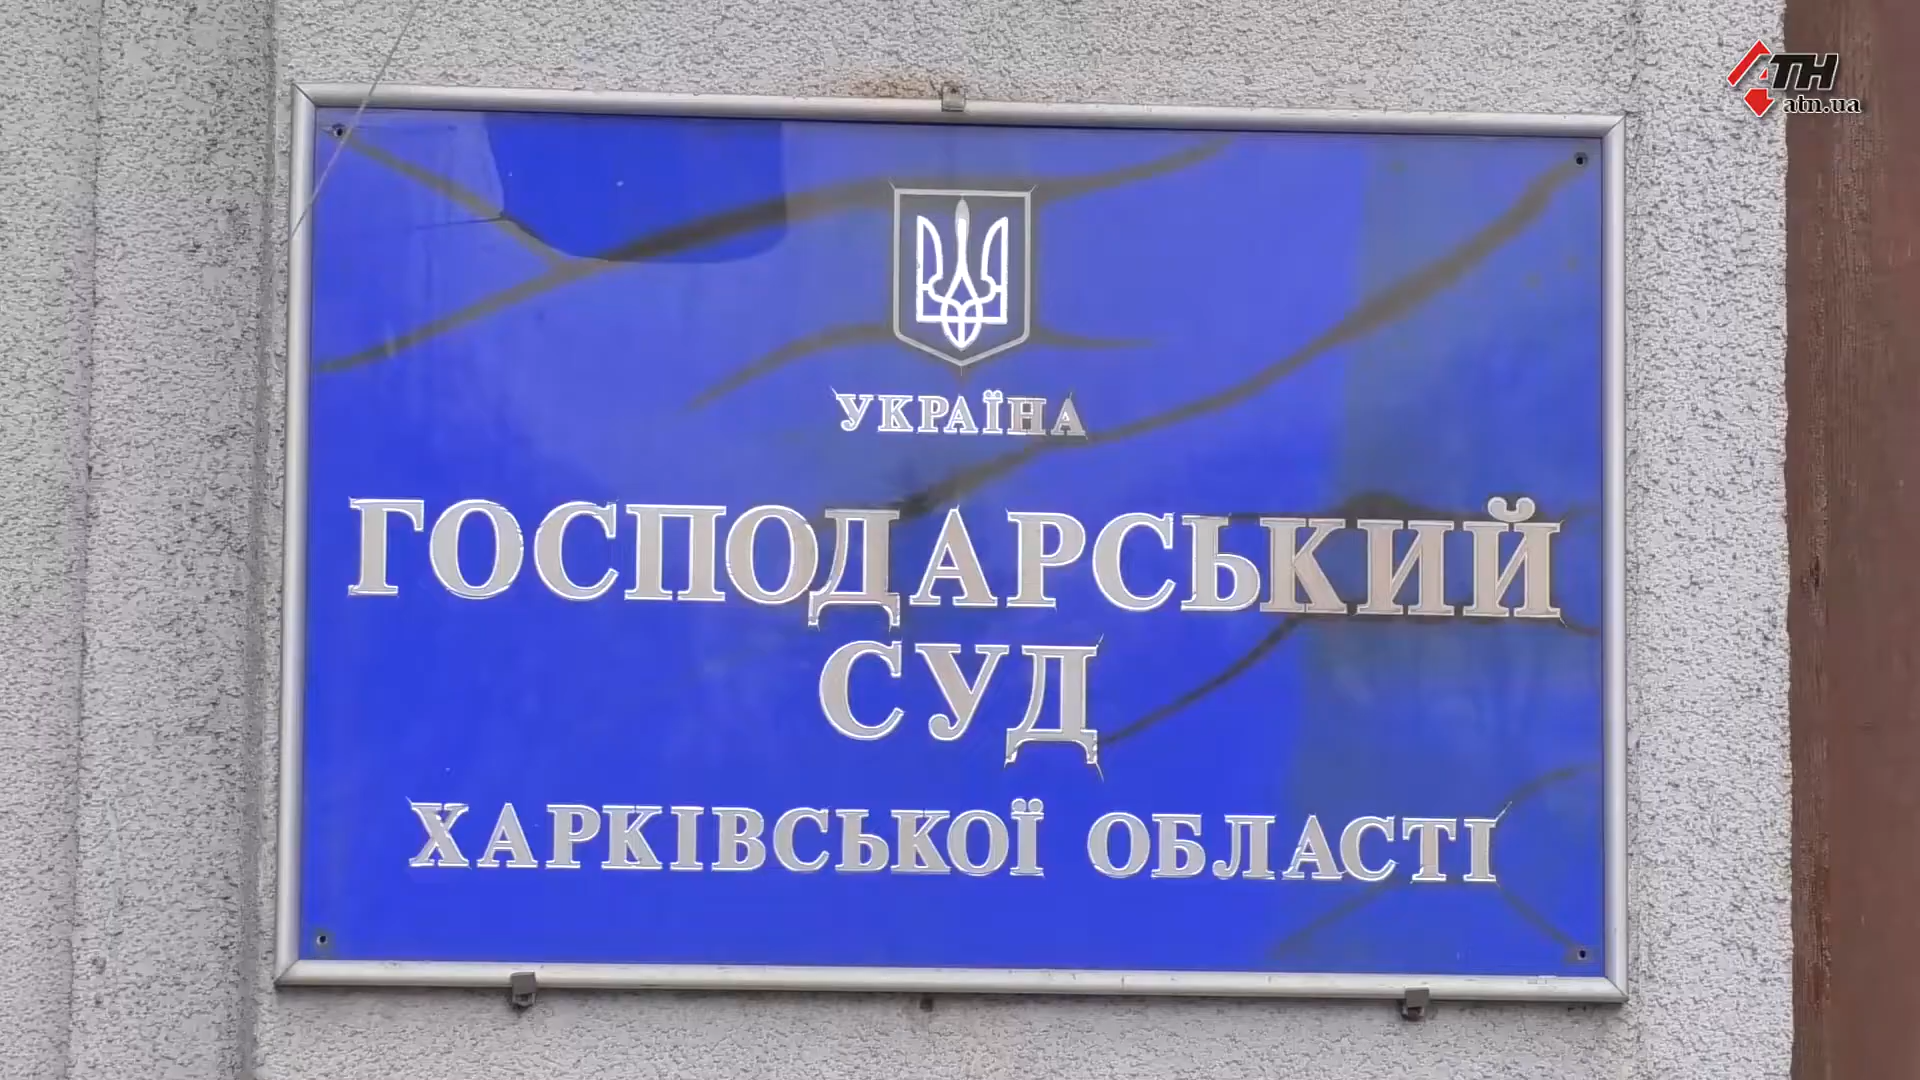 АТН
atn.ua
УКРАЇНА
ГОСПОДАРСЬКИЙ
СУД
ХАРКІВСЬКОЇ ОБЛАСТІ